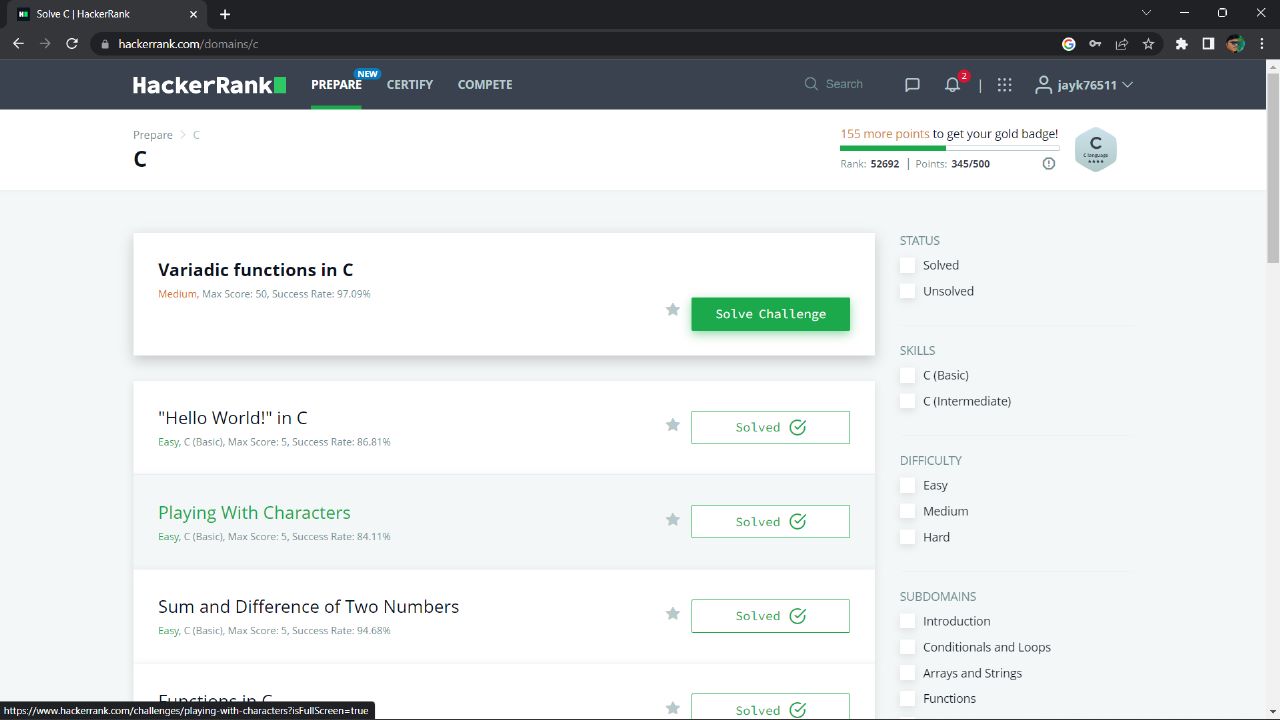 Solve C | HackerRank
hackerrank.com/domains/c
HackerRank
PREPARE
NEW
CERTIFY
COMPETE
Search
2
jayk76511
Prepare > C
C
155 more points to get your gold badge!
Rank: 52692 | Points: 345/500
C
C language
Variadic functions in C
Medium, Max Score: 50, Success Rate: 97.09%
Solve Challenge
"Hello World!" in C
Easy, C (Basic), Max Score: 5, Success Rate: 86.81%
Solved
Playing With Characters
Easy, C (Basic), Max Score: 5, Success Rate: 84.11%
Solved
Sum and Difference of Two Numbers
Easy, C (Basic), Max Score: 5, Success Rate: 94.68%
Solved
Functions in C
Solved
STATUS
Solved
Unsolved
SKILLS
C (Basic)
C (Intermediate)
DIFFICULTY
Easy
Medium
Hard
SUBDOMAINS
Introduction
Conditionals and Loops
Arrays and Strings
Functions
https://www.hackerrank.com/challenges/playing-with-characters?isFullScreen=true